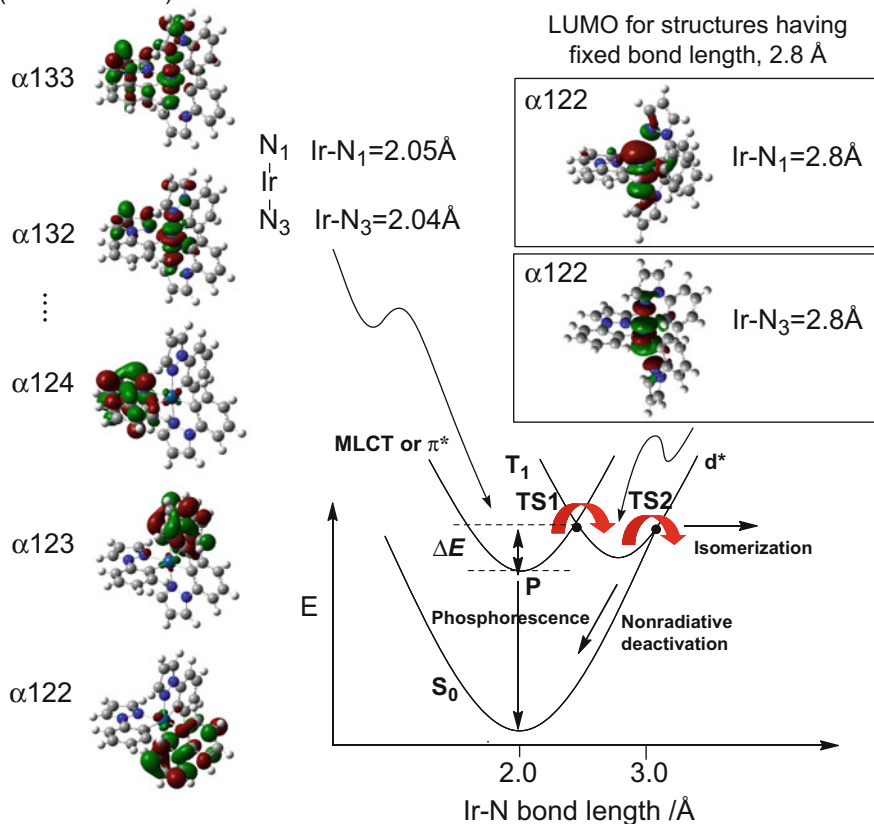 α133
α132
α124
α123
α122
N1 Ir-N1=2.05Å
Ir
N3 Ir-N3=2.04Å
LUMO for structures having
fixed bond length, 2.8 Å
α122
Ir-N1=2.8Å
α122
Ir-N3=2.8Å
MLCT or π*
T1
d*
TS1
TS2
ΔE
Isomerization
P
E
Phosphorescence
Nonradiative
deactivation
S0
2.0
3.0
Ir-N bond length /Å